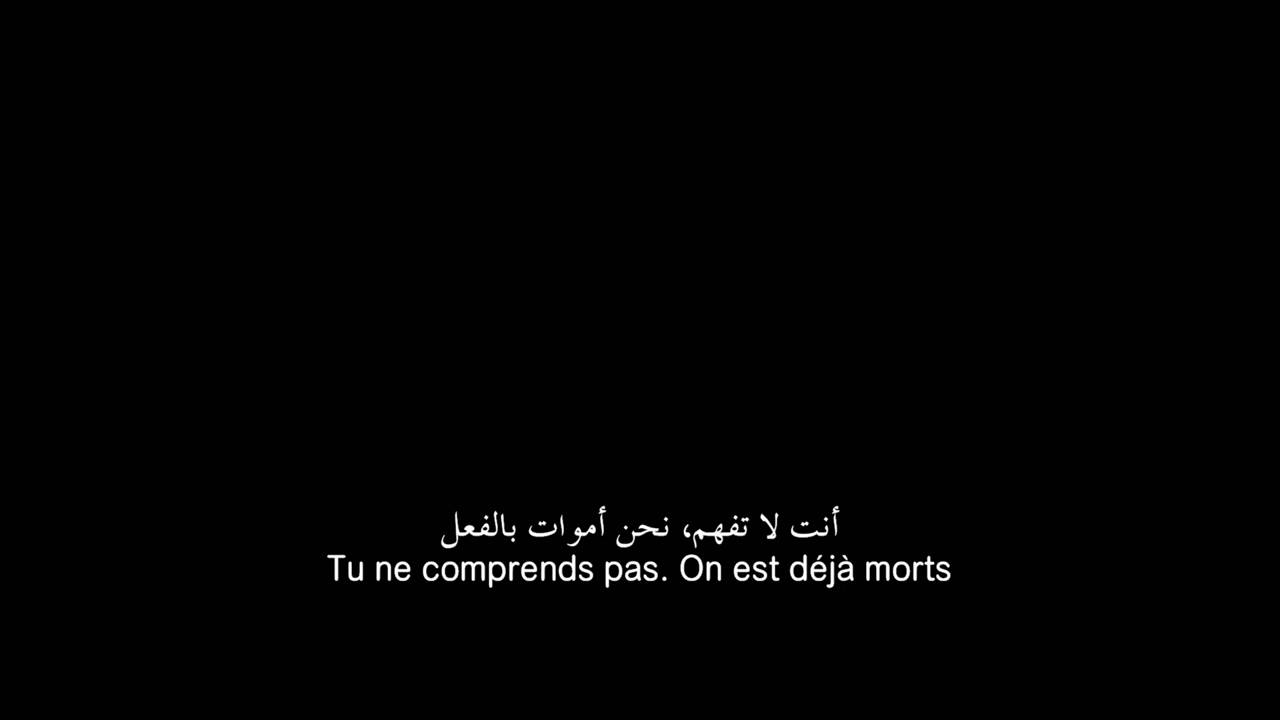 أنت لا تفهم، نحن أموات بالفعل
Tu ne comprends pas. On est déjà morts